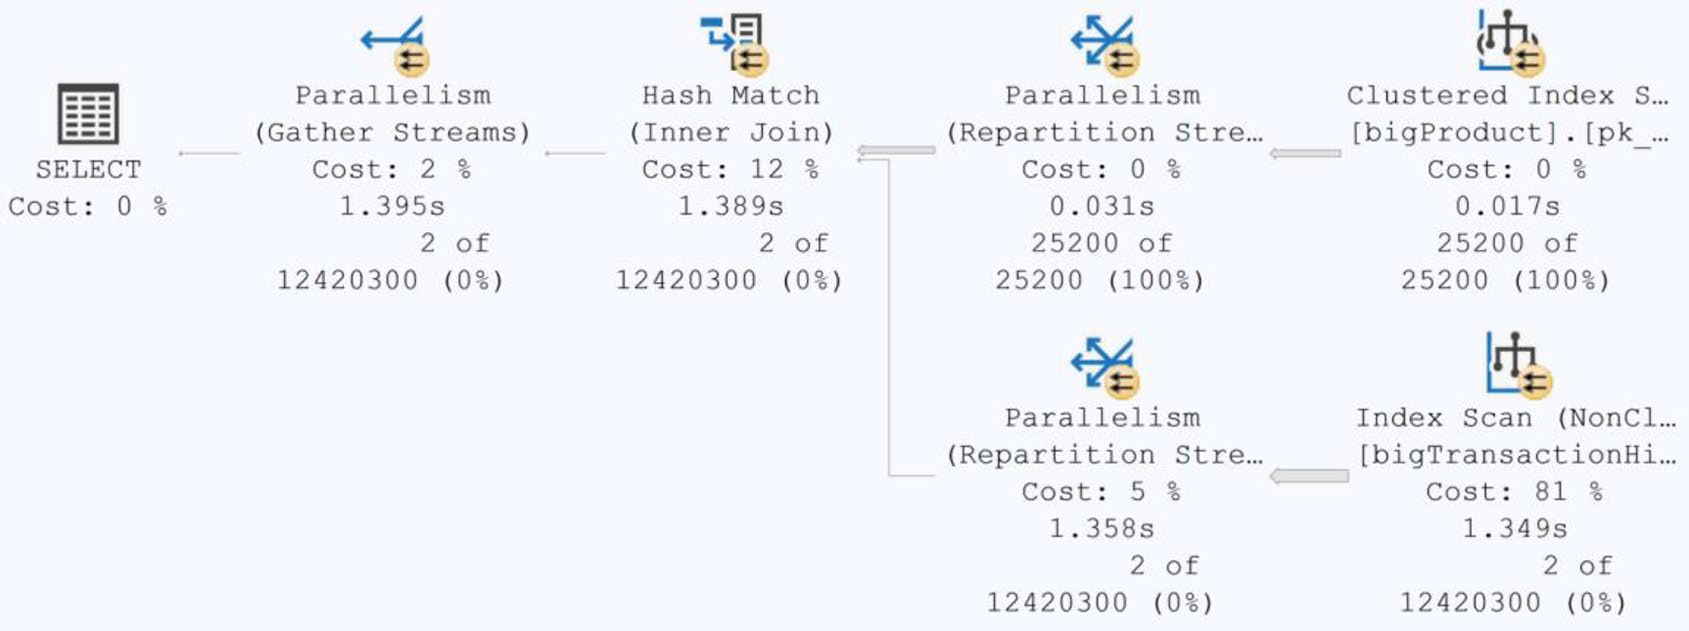 SELECT
Cost: 0 %
Parallelism
(Gather Streams)
Cost: 2 %
1.395s
2 of
12420300 (0%)
Hash Match
(Inner Join)
Cost: 12 %
1.389s
2 of
12420300 (0%)
Parallelism
(Repartition Stre…
Cost: 0 %
0.031s
25200 of
25200 (100%)
Clustered Index S…
[bigProduct].[pk_…
Cost: 0 %
0.017s
25200 of
25200 (100%)
Parallelism
(Repartition Stre…
Cost: 5 %
1.358s
2 of
12420300 (0%)
Index Scan (NonCl…
[bigTransactionHi…
Cost: 81 %
1.349s
2 of
12420300 (0%)